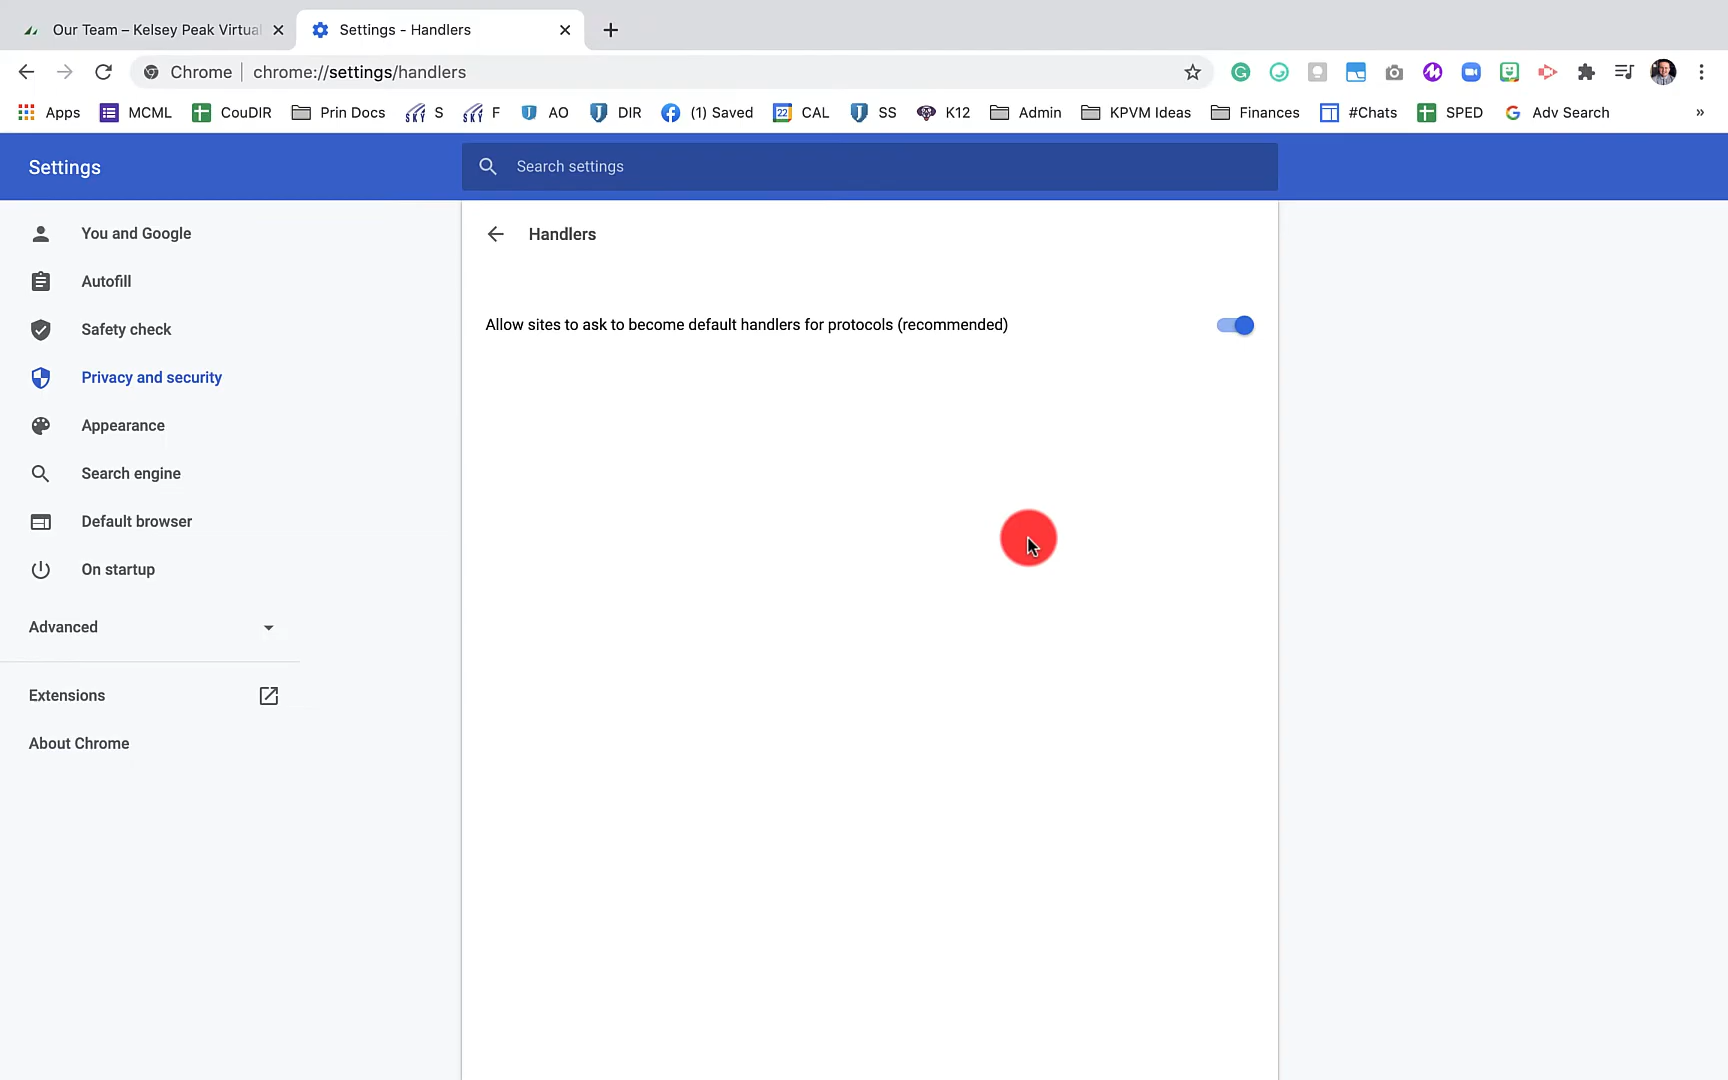 Our Team – Kelsey Peak Virtual
Settings - Handlers
Chrome chrome://settings/handlers
Apps MCML CouDIR Prin Docs S F AO DIR (1) Saved 22 CAL SS K12 Admin KPVM Ideas Finances #Chats SPED Adv Search »
Settings
Search settings
You and Google
Autofill
Safety check
Privacy and security
Appearance
Search engine
Default browser
On startup
Advanced
Extensions
About Chrome
Handlers
Allow sites to ask to become default handlers for protocols (recommended)